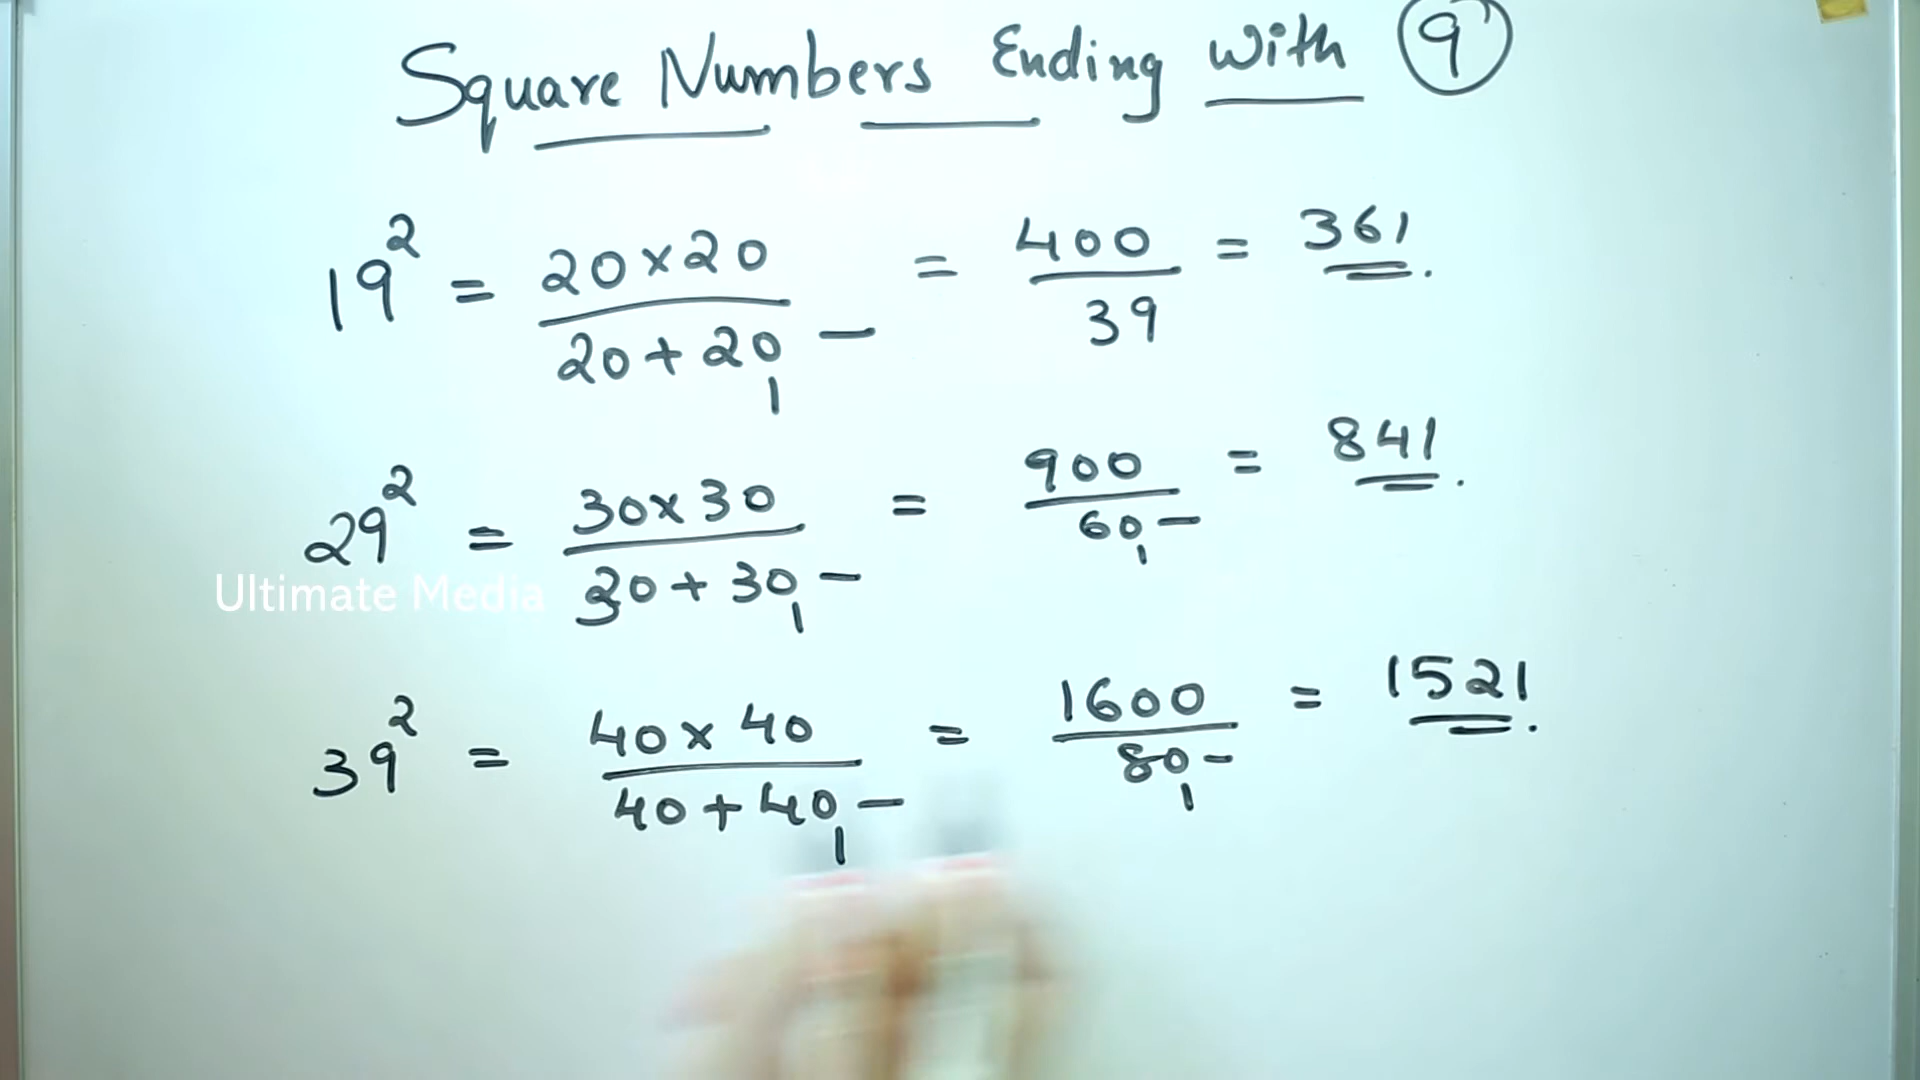 Square Numbers Ending with 9
19² = 20×20 / 20+20 – 1 = 400 / 39 = 361.
29² = 30×30 / 30+30 – 1 = 900 / 60 – 1 = 841.
Ultimate Media
39² = 40×40 / 40+40 – 1 = 1600 / 80 – 1 = 1521.